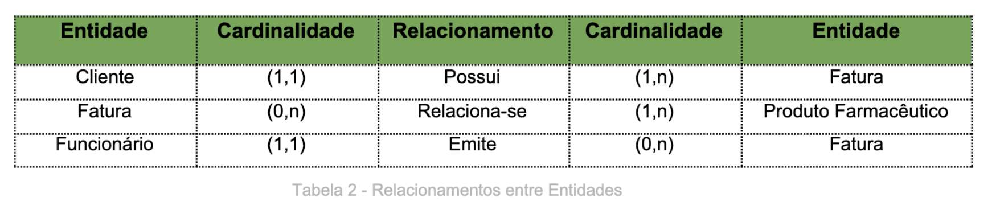 Entidade Cardinalidade Relacionamento Cardinalidade Entidade
Cliente (1,1) Possui (1,n) Fatura
Fatura (0,n) Relaciona-se (1,n) Produto Farmacêutico
Funcionário (1,1) Emite (0,n) Fatura
Tabela 2 - Relacionamentos entre Entidades